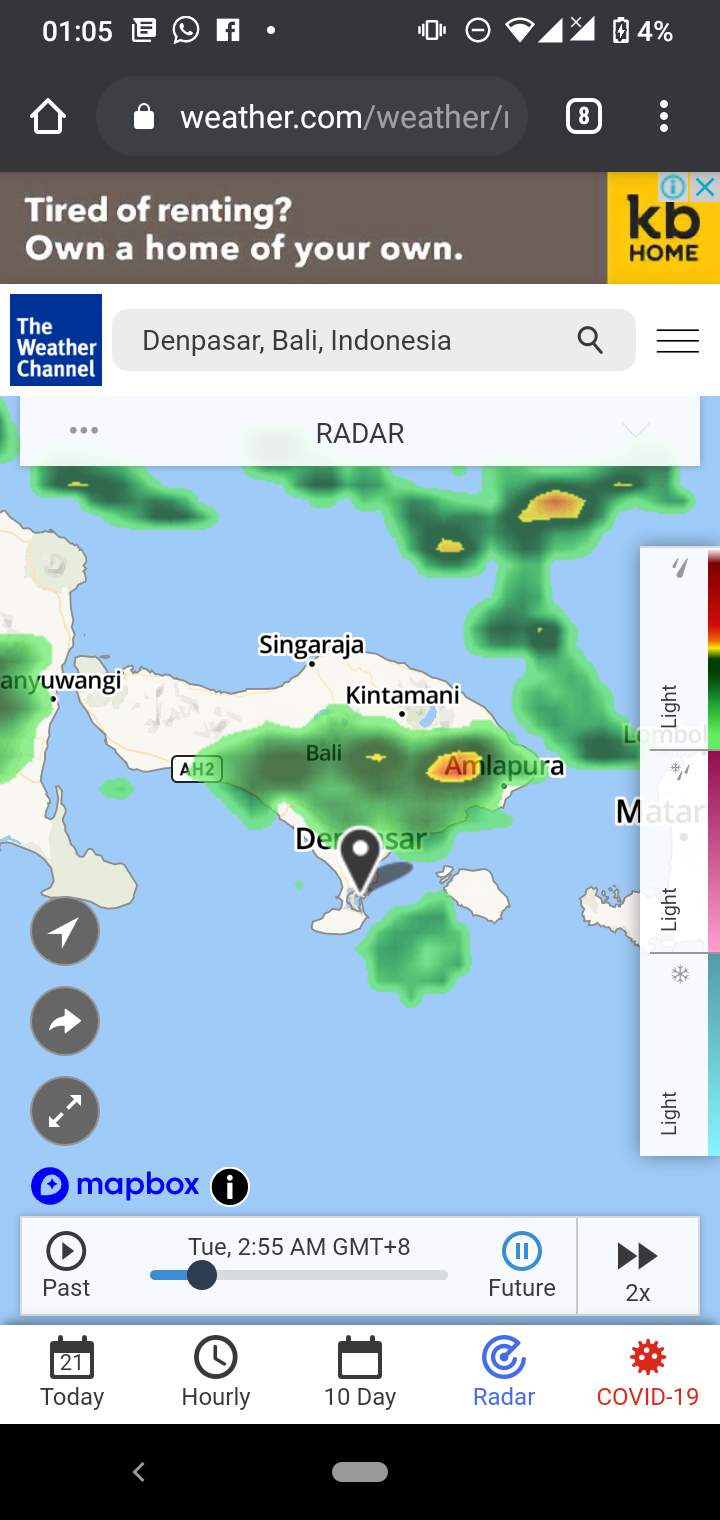 01:05
4%
weather.com/weather/
8
Tired of renting?
Own a home of your own.
kb
HOME
The
Weather
Channel
Denpasar, Bali, Indonesia
RADAR
Singaraja
anyuwangi
Kintamani
Bali
AH2
Amlapura
Lombo
Matar
Light
Light
Light
mapbox
Tue, 2:55 AM GMT+8
Past
Future
2x
21
Today
Hourly
10 Day
Radar
COVID-19